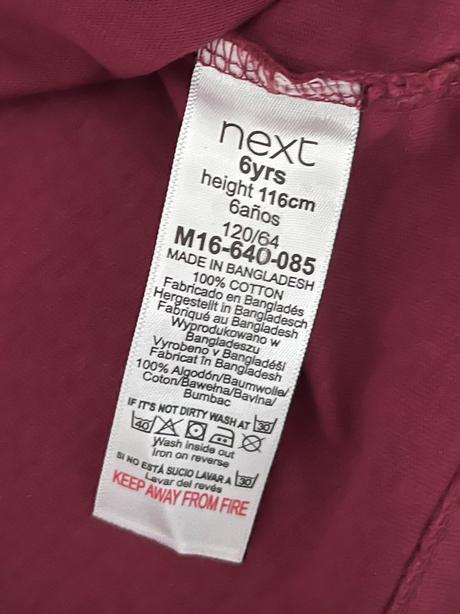 next
6yrs
height 116cm
6años
120/64
M16-640-085
MADE IN BANGLADESH
100% COTTON
Fabricado en Bangladés
Hergestellt in Bangladesch
Fabriqué au Bangladesh
Wyprodukowano w
Bangladeszu
Vyrobeno v Bangladéši
Fabricat în Bangladesh
100% Algodón/Baumwolle/
Coton/Bawełna/Bavlna/
Bumbac
IF IT'S NOT DIRTY WASH AT 30°
40°
Wash inside out
Iron on reverse
SI NO ESTÁ SUCIO LAVAR A 30°
Lavar del revés
KEEP AWAY FROM FIRE